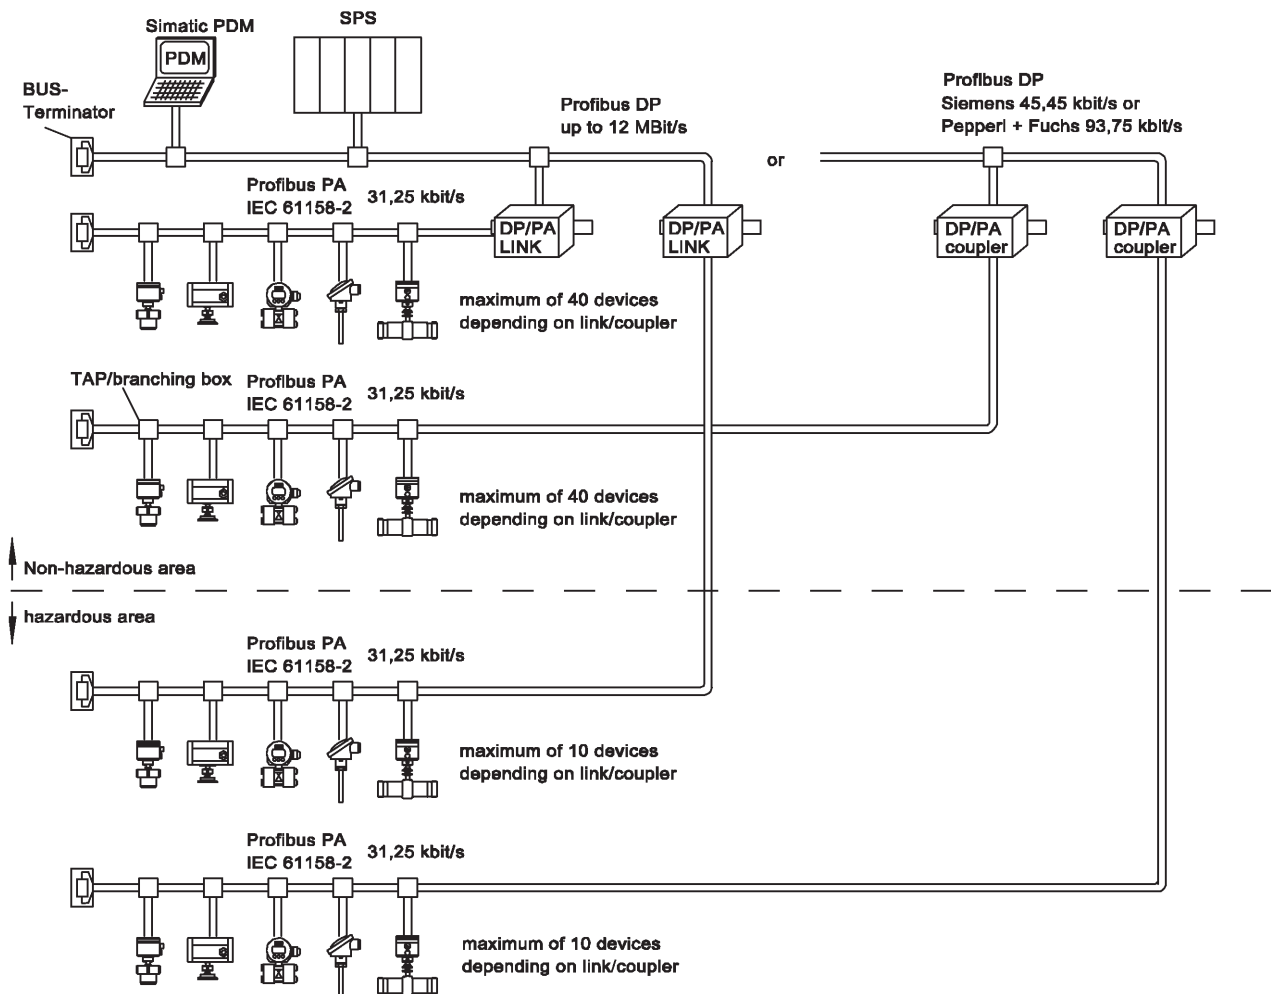 Simatic PDM
SPS
PDM
BUS-
Terminator
Profibus DP
up to 12 MBit/s
Profibus DP
Siemens 45,45 kbit/s or
Pepperl + Fuchs 93,75 kbit/s
or
Profibus PA
IEC 61158-2
31,25 kbit/s
DP/PA
LINK
DP/PA
LINK
DP/PA
coupler
DP/PA
coupler
maximum of 40 devices
depending on link/coupler
TAP/branching box
Profibus PA
IEC 61158-2
31,25 kbit/s
maximum of 40 devices
depending on link/coupler
Non-hazardous area
hazardous area
Profibus PA
IEC 61158-2
31,25 kbit/s
maximum of 10 devices
depending on link/coupler
Profibus PA
IEC 61158-2
31,25 kbit/s
maximum of 10 devices
depending on link/coupler